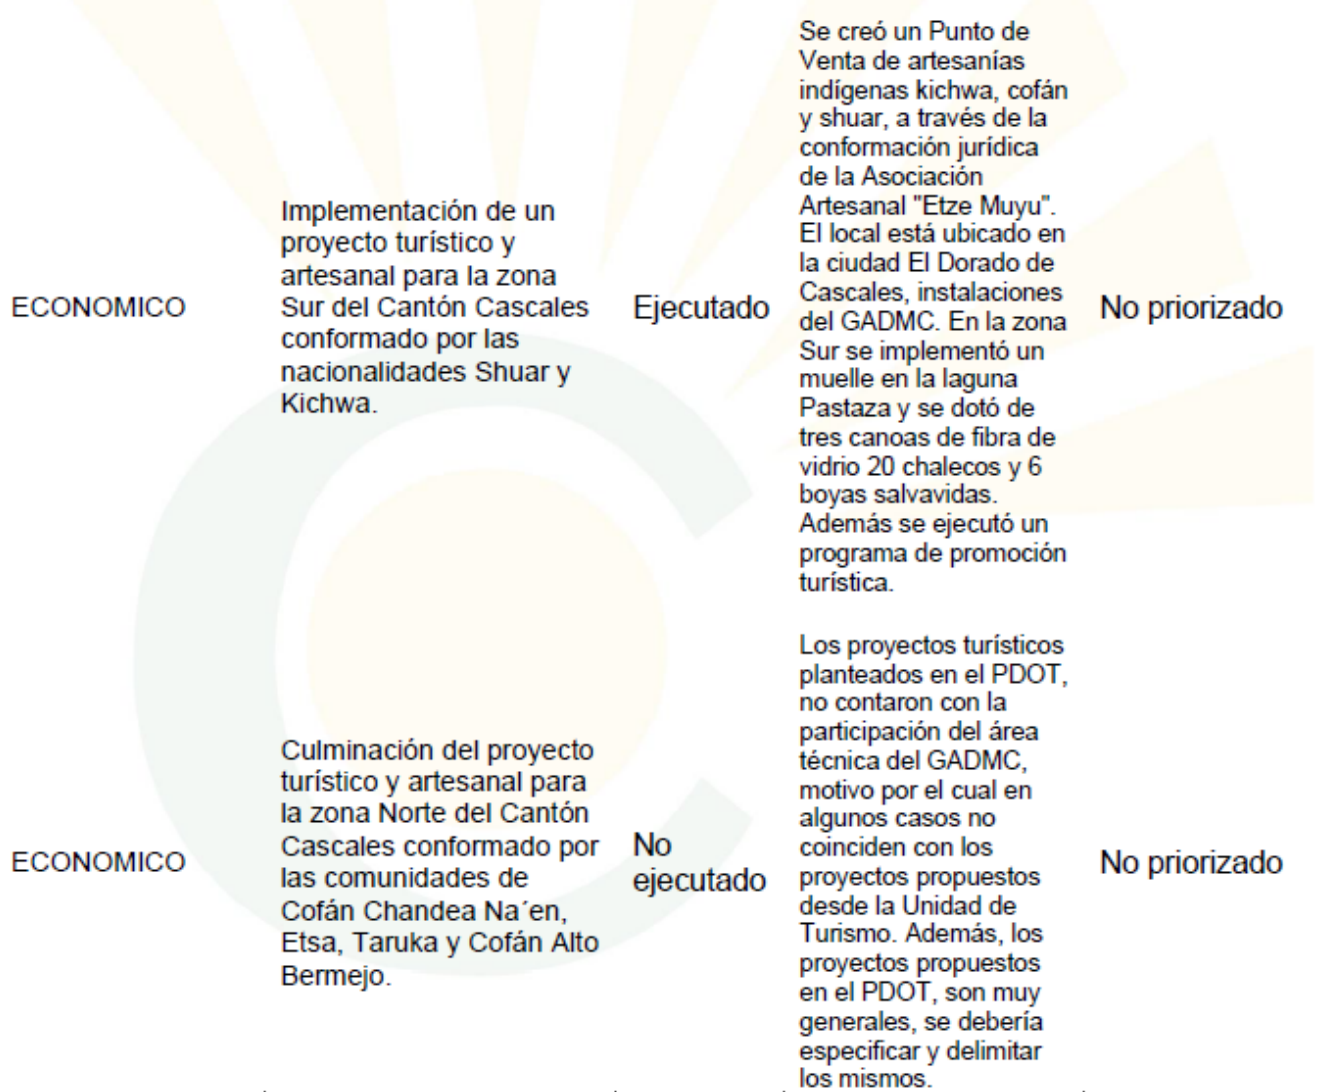 ECONOMICO
Implementación de un
proyecto turístico y
artesanal para la zona
Sur del Cantón Cascales
conformado por las
nacionalidades Shuar y
Kichwa.
Ejecutado
Se creó un Punto de
Venta de artesanías
indígenas kichwa, cofán
y shuar, a través de la
conformación jurídica
de la Asociación
Artesanal "Etze Muyu".
El local está ubicado en
la ciudad El Dorado de
Cascales, instalaciones
del GADMC. En la zona
Sur se implementó un
muelle en la laguna
Pastaza y se dotó de
tres canoas de fibra de
vidrio 20 chalecos y 6
boyas salvavidas.
Además se ejecutó un
programa de promoción
turística.
No priorizado
ECONOMICO
Culminación del proyecto
turístico y artesanal para
la zona Norte del Cantón
Cascales conformado por
las comunidades de
Cofán Chandea Na´en,
Etsa, Taruka y Cofán Alto
Bermejo.
No
ejecutado
Los proyectos turísticos
planteados en el PDOT,
no contaron con la
participación del área
técnica del GADMC,
motivo por el cual en
algunos casos no
coinciden con los
proyectos propuestos
desde la Unidad de
Turismo. Además, los
proyectos propuestos
en el PDOT, son muy
generales, se debería
especificar y delimitar
los mismos.
No priorizado